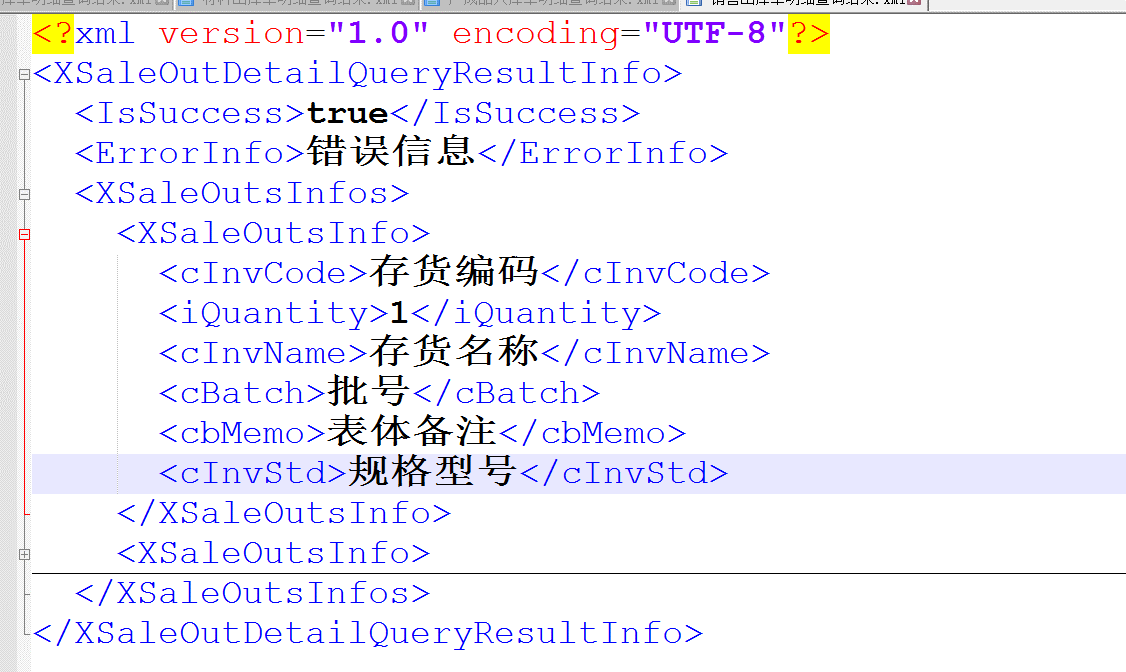 <?xml version="1.0" encoding="UTF-8"?>
<XSaleOutDetailQueryResultInfo>
<IsSuccess>true</IsSuccess>
<ErrorInfo>错误信息</ErrorInfo>
<XSaleOutsInfos>
<XSaleOutsInfo>
<cInvCode>存货编码</cInvCode>
<iQuantity>1</iQuantity>
<cInvName>存货名称</cInvName>
<cBatch>批号</cBatch>
<cbMemo>表体备注</cbMemo>
<cInvStd>规格型号</cInvStd>
</XSaleOutsInfo>
<XSaleOutsInfo>
</XSaleOutsInfos>
</XSaleOutDetailQueryResultInfo>